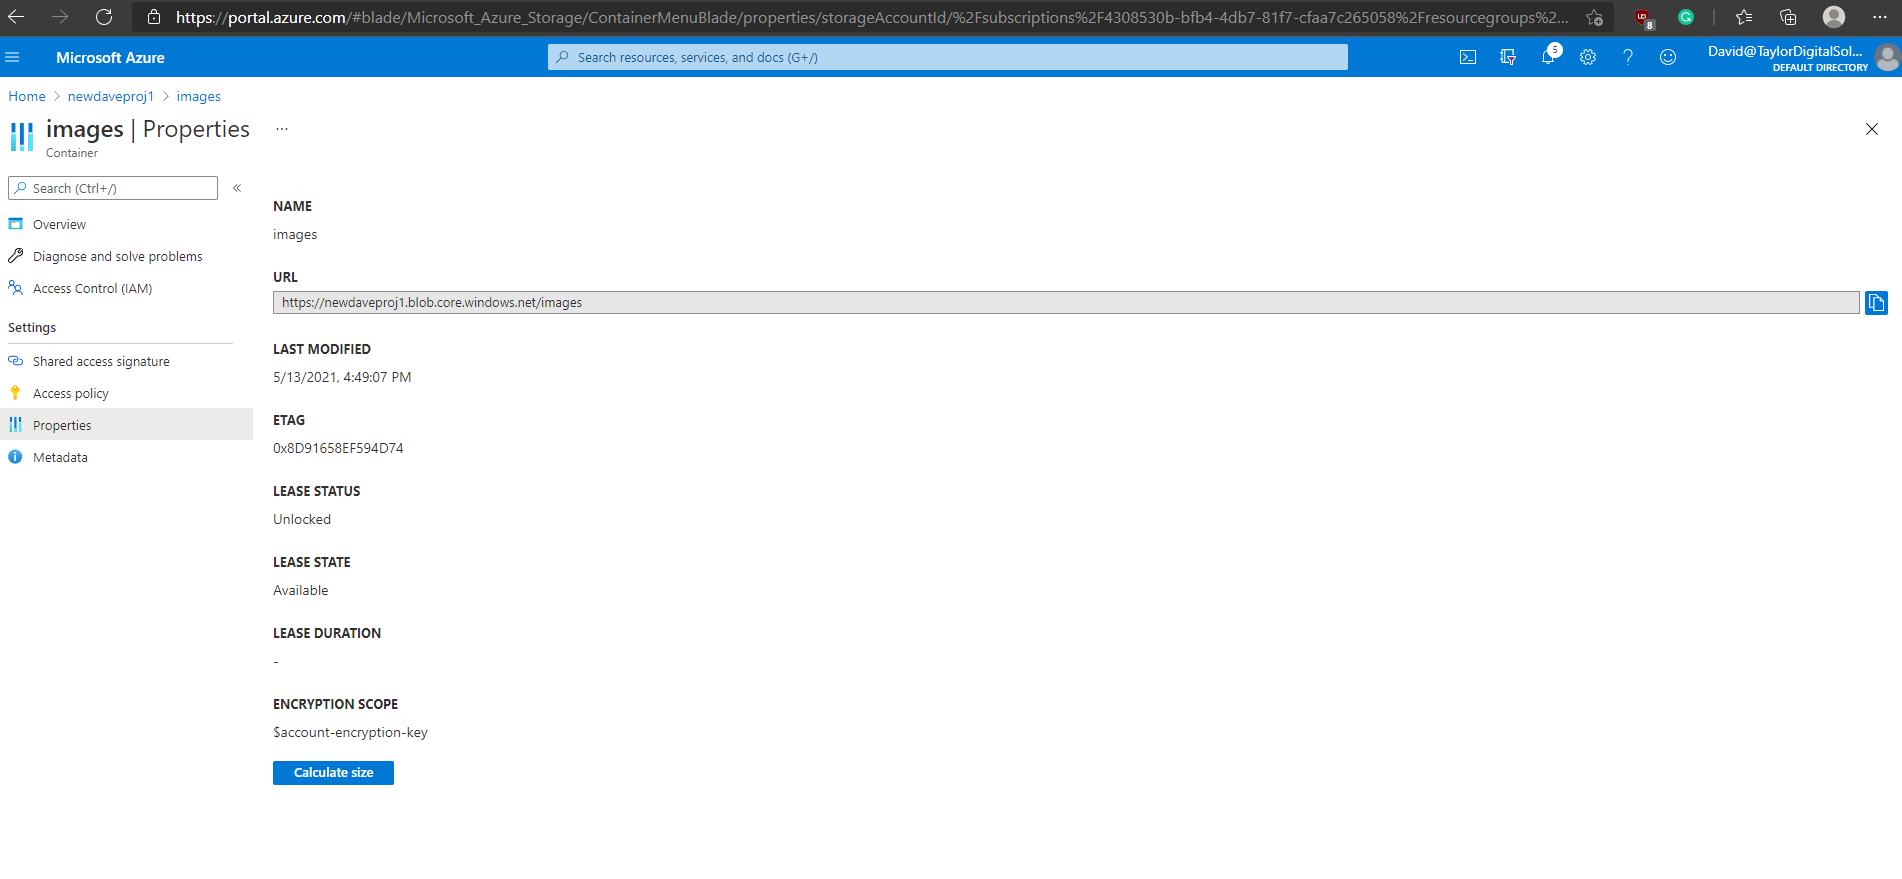 https://portal.azure.com/#blade/Microsoft_Azure_Storage/ContainerMenuBlade/properties/storageAccountId/%2Fsubscriptions%2F4308530b-bfb4-4db7-81f7-cfaa7c265058%2Fresourcegroups%2...
8
Microsoft Azure
Search resources, services, and docs (G+/)
5
David@TaylorDigitalSol...
DEFAULT DIRECTORY
Home > newdaveproj1 > images
images | Properties ...
Container
Search (Ctrl+/)
«
Overview
Diagnose and solve problems
Access Control (IAM)
Settings
Shared access signature
Access policy
Properties
Metadata
NAME
images
URL
https://newdaveproj1.blob.core.windows.net/images
LAST MODIFIED
5/13/2021, 4:49:07 PM
ETAG
0x8D91658EF594D74
LEASE STATUS
Unlocked
LEASE STATE
Available
LEASE DURATION
-
ENCRYPTION SCOPE
$account-encryption-key
Calculate size